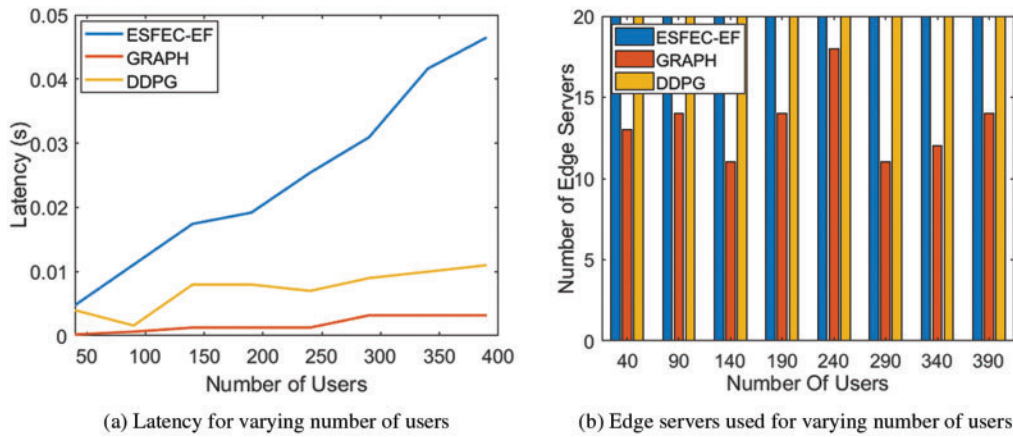 ESFEC-EF
GRAPH
DDPG
0.05
0.04
0.03
0.02
0.01
0
Latency (s)
50 100 150 200 250 300 350 400
Number of Users
(a) Latency for varying number of users
ESFEC-EF
GRAPH
DDPG
20
15
10
5
0
Number of Edge Servers
40 90 140 190 240 290 340 390
Number Of Users
(b) Edge servers used for varying number of users